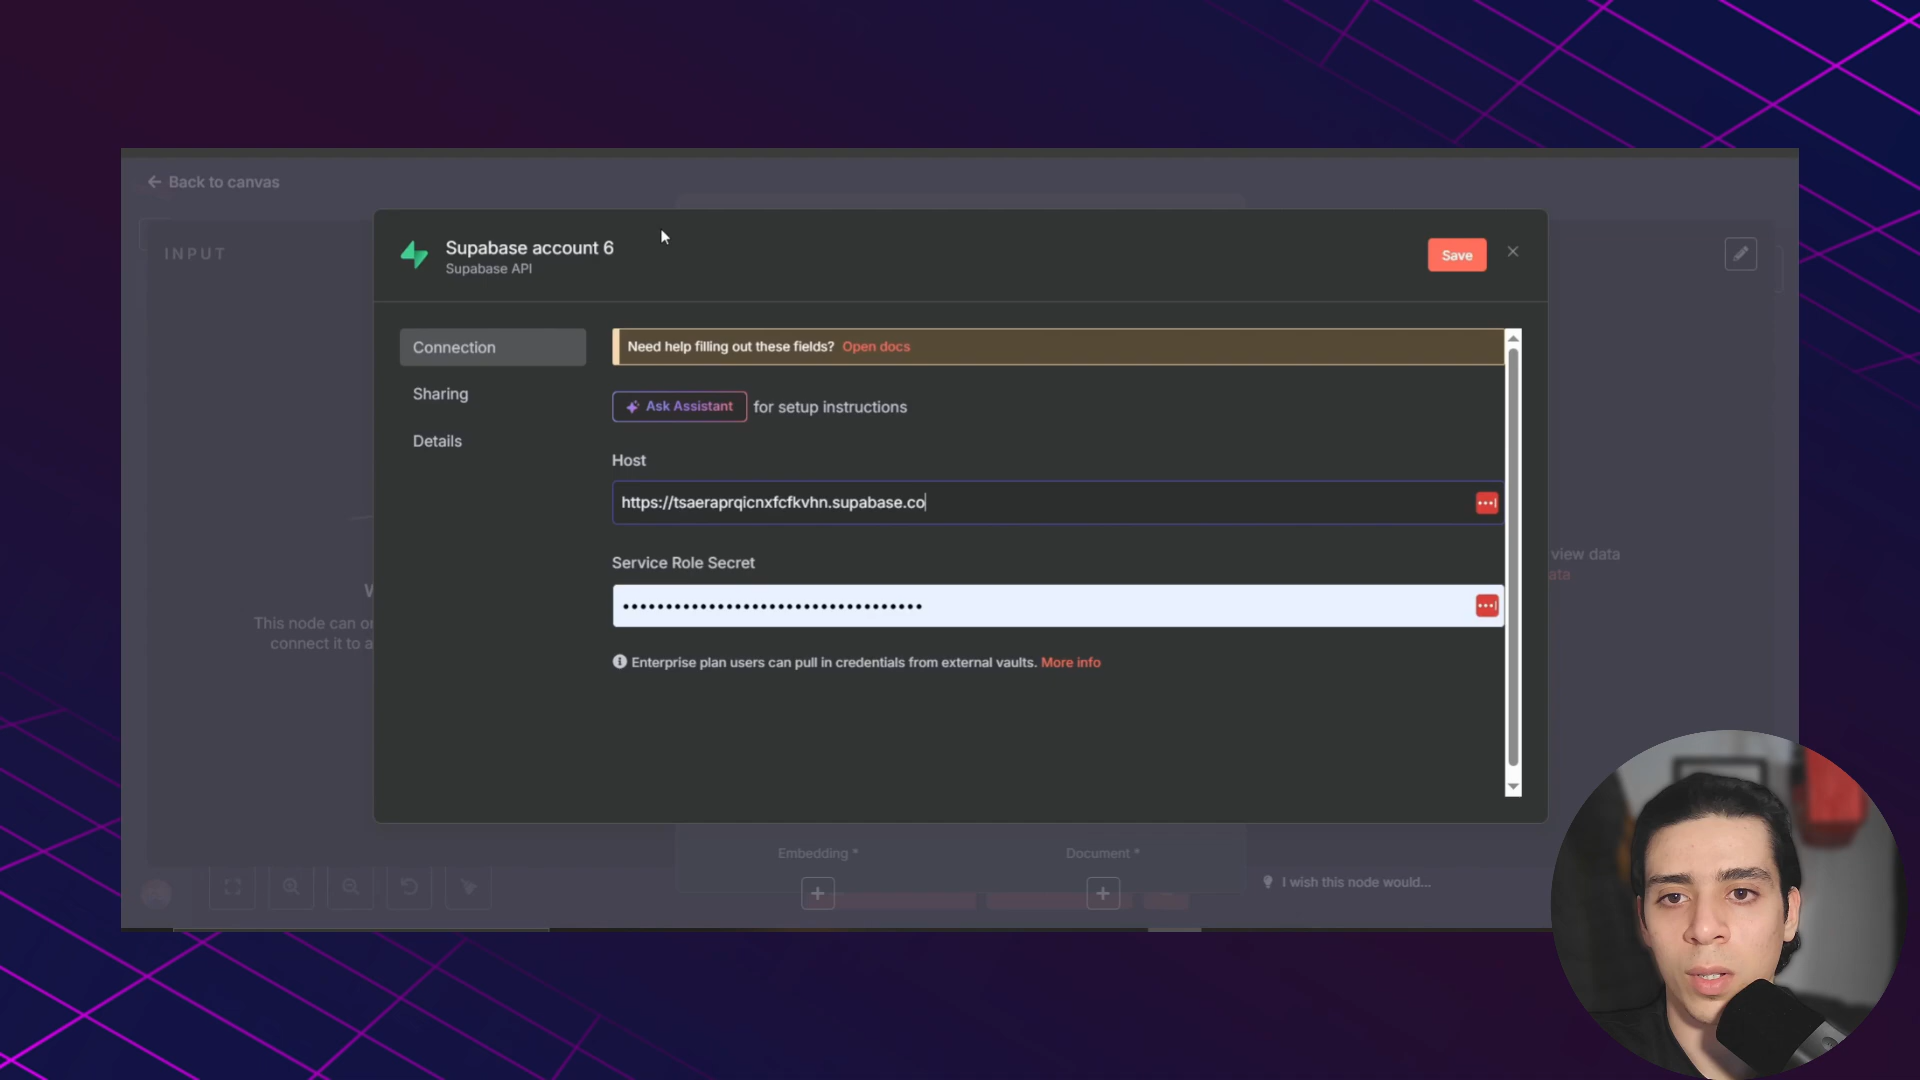 Back to canvas
INPUT
Supabase account 6
Supabase API
Save
Connection
Sharing
Details
Need help filling out these fields? Open docs
Ask Assistant for setup instructions
Host
https://tsaeraprqicnxfcfkvhn.supabase.co
Service Role Secret
••••••••••••••••••••••••••••••••••••
Enterprise plan users can pull in credentials from external vaults. More info
This node can
connect it to a
view data
Embedding *
Document *
I wish this node would...